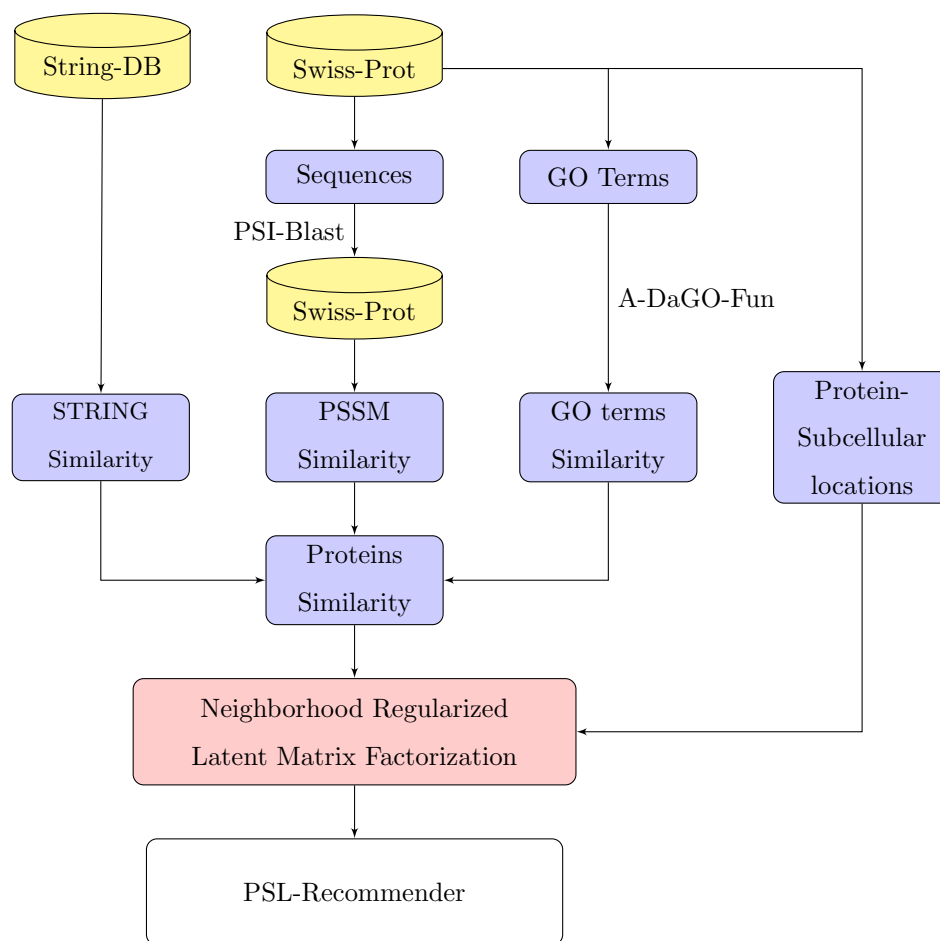 String-DB
Swiss-Prot
Sequences
GO Terms
PSI-Blast
Swiss-Prot
A-DaGO-Fun
STRING
Similarity
PSSM
Similarity
GO terms
Similarity
Protein-
Subcellular
locations
Proteins
Similarity
Neighborhood Regularized
Latent Matrix Factorization
PSL-Recommender